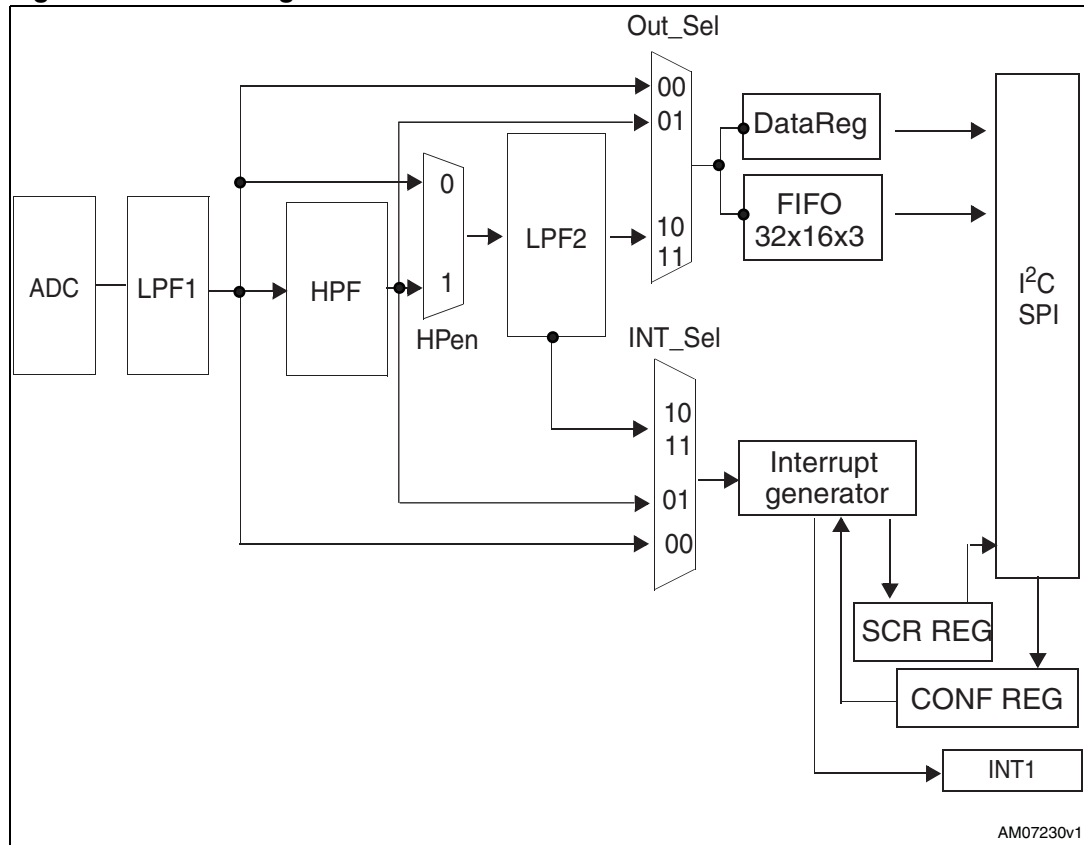 Out_Sel
00
01
10
11
DataReg
FIFO
32x16x3
I²C
SPI
ADC
LPF1
HPF
0
1
HPen
LPF2
INT_Sel
10
11
01
00
Interrupt
generator
SCR REG
CONF REG
INT1
AM07230v1